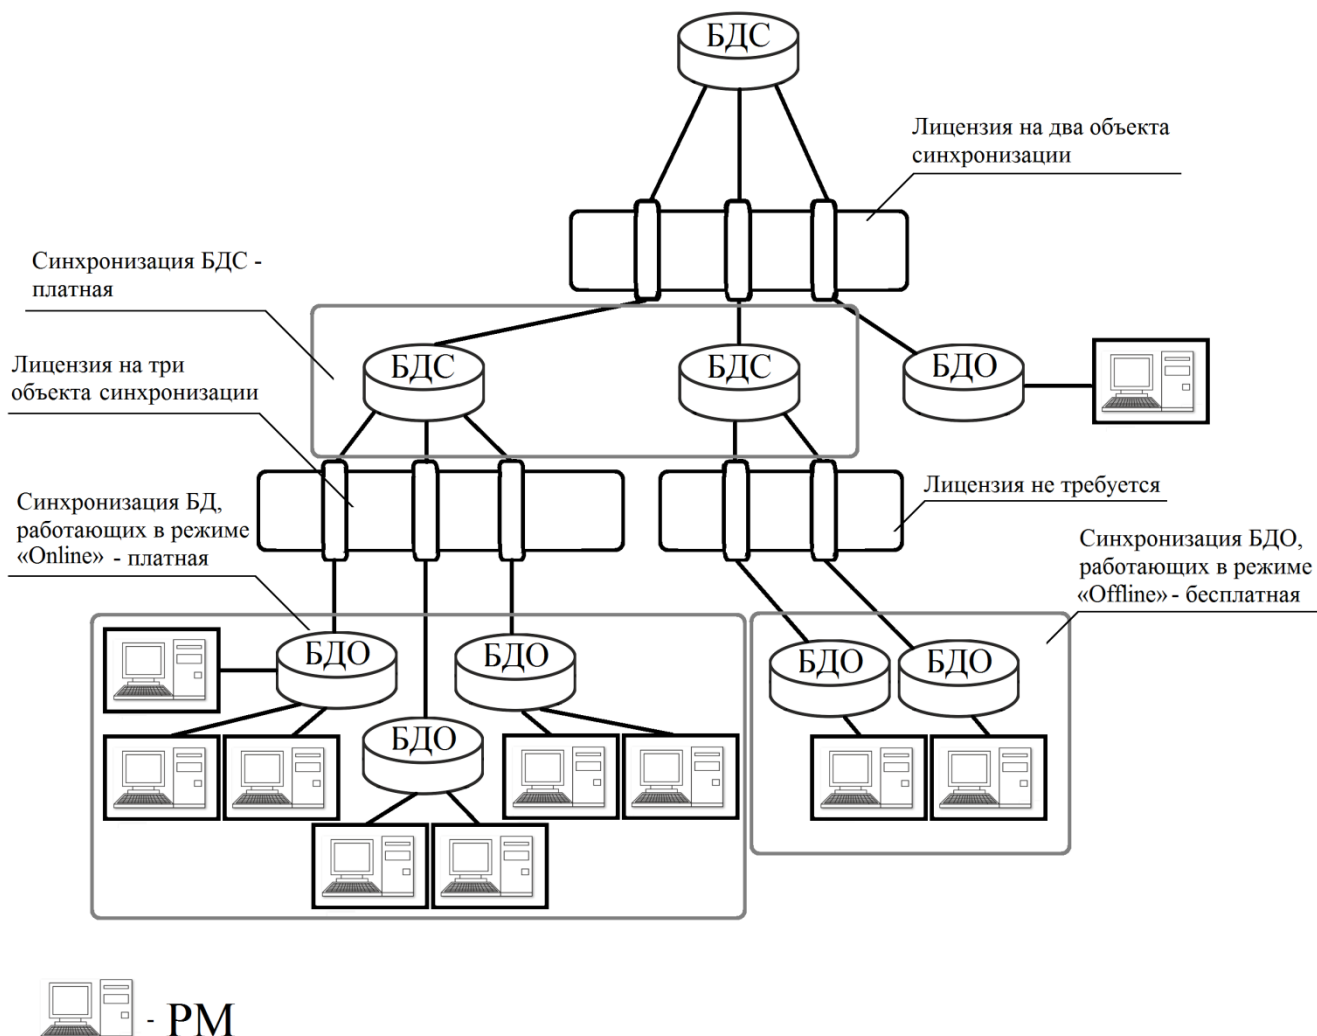 БДС
Лицензия на два объекта
синхронизации
Синхронизация БДС -
платная
БДС
БДС
БДО
Лицензия на три
объекта синхронизации
Лицензия не требуется
Синхронизация БД,
работающих в режиме
«Online» - платная
Синхронизация БДО,
работающих в режиме
«Offline» - бесплатная
БДО
БДО
БДО
БДО
БДО
- РМ